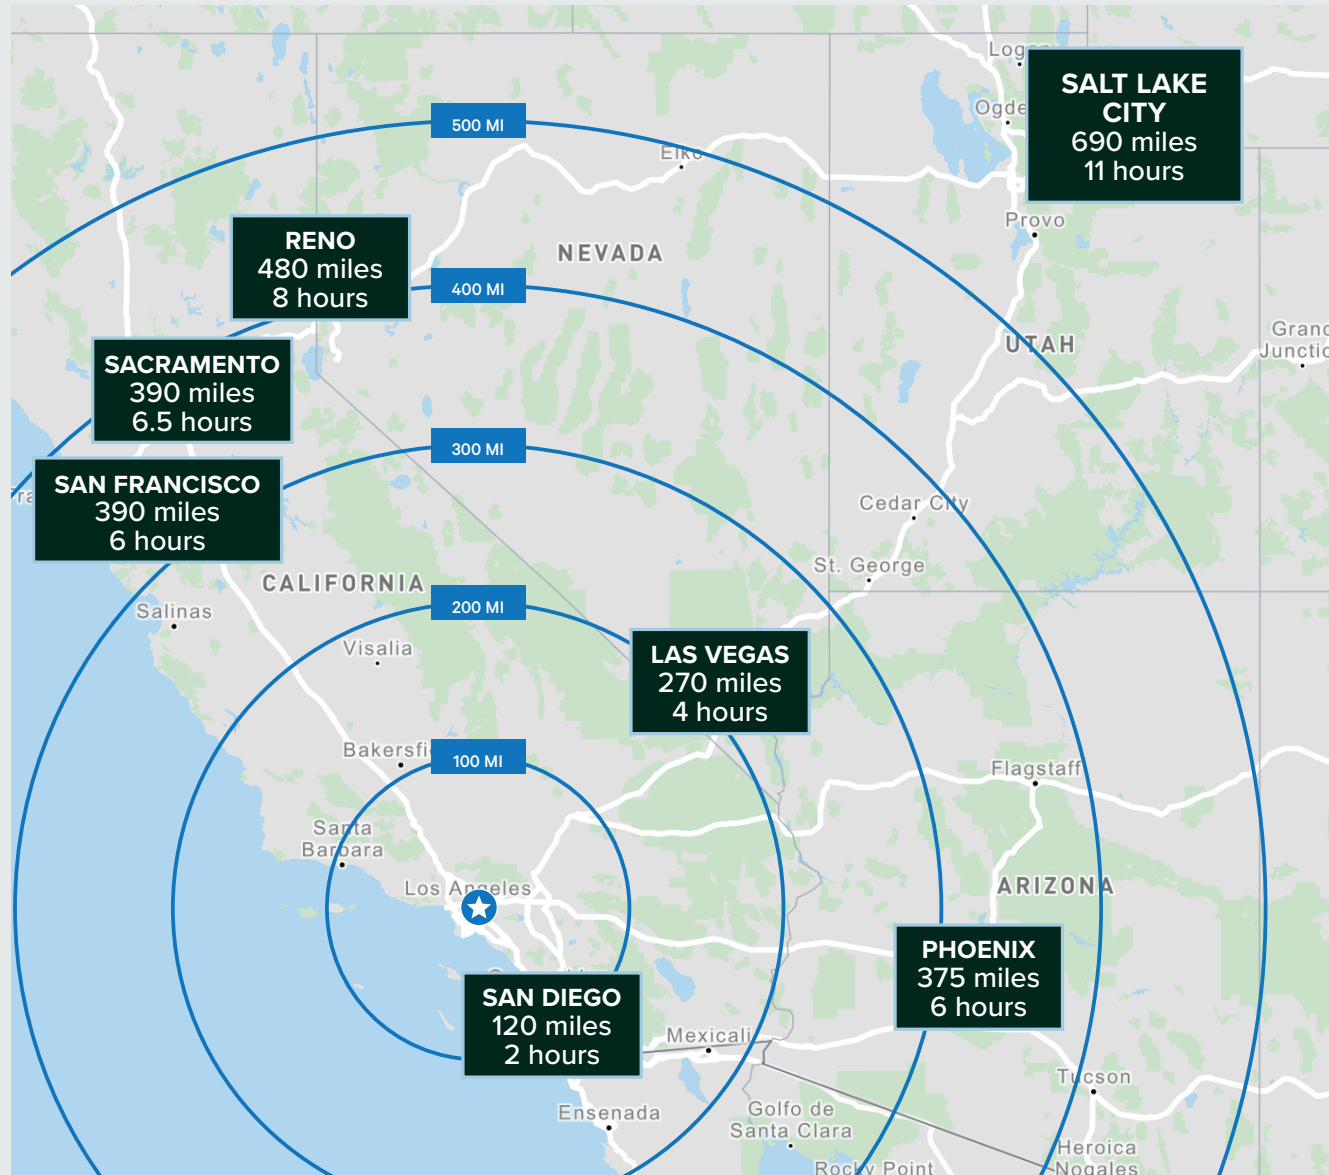 Logan
SALT LAKE
CITY
690 miles
11 hours
500 MI
Elko
Provo
RENO
480 miles
8 hours
NEVADA
400 MI
UTAH
SACRAMENTO
390 miles
6.5 hours
300 MI
SAN FRANCISCO
390 miles
6 hours
Cedar City
St. George
CALIFORNIA
200 MI
Salinas
Visalia
LAS VEGAS
270 miles
4 hours
100 MI
Flagstaff
Santa
Barbara
Los Angeles
ARIZONA
PHOENIX
375 miles
6 hours
SAN DIEGO
120 miles
2 hours
Mexicali
Tucson
Ensenada
Golfo de
Santa Clara
Heroica
Nogales
Rocky Point